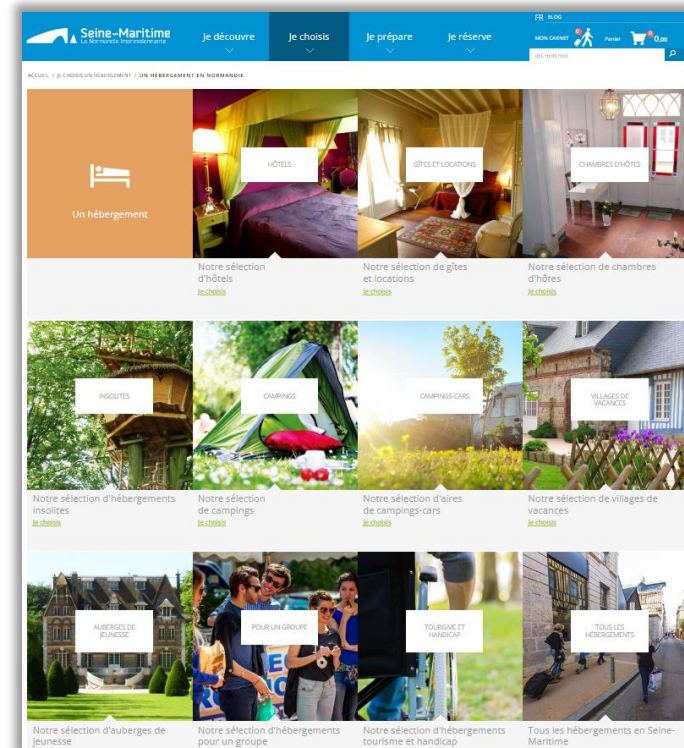 FR BLOG
Seine-Maritime
La Normandie Impressionnante
Je découvre
Je choisis
Je prépare
Je réserve
MON CARNET 0
Panier 0 0,00
RECHERCHER
ACCUEIL / JE CHOISIS UN HÉBERGEMENT / UN HÉBERGEMENT EN NORMANDIE
Un hébergement
HÔTELS
GÎTES ET LOCATIONS
CHAMBRES D'HÔTES
Notre sélection
d'hôtels
Je choisis
Notre sélection de gîtes
et locations
Je choisis
Notre sélection de chambres
d'hôtes
Je choisis
INSOLITES
CAMPINGS
CAMPINGS-CARS
VILLAGES DE
VACANCES
Notre sélection d'hébergements
insolites
Je choisis
Notre sélection
de campings
Je choisis
Notre sélection d'aires
de campings-cars
Je choisis
Notre sélection de villages de
vacances
Je choisis
AUBERGES DE
JEUNESSE
POUR UN GROUPE
TOURISME ET
HANDICAP
TOUS LES
HÉBERGEMENTS
Notre sélection d'auberges de
jeunesse
Notre sélection d'hébergements
pour un groupe
Notre sélection d'hébergements
tourisme et handicap
Tous les hébergements en Seine-
Maritime